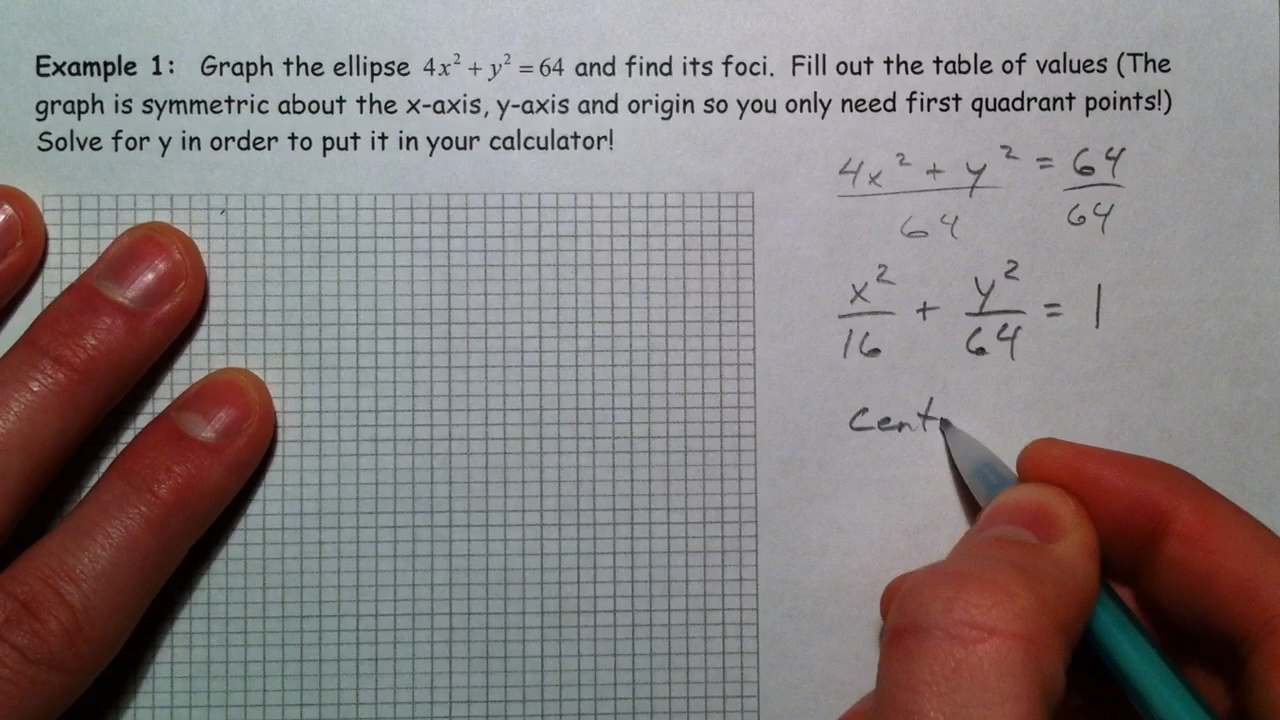 Example 1: Graph the ellipse 4x² + y² = 64 and find its foci. Fill out the table of values (The
graph is symmetric about the x-axis, y-axis and origin so you only need first quadrant points!)
Solve for y in order to put it in your calculator!
4x² + y² = 64
64 64
x² + y² = 1
16 64
cent